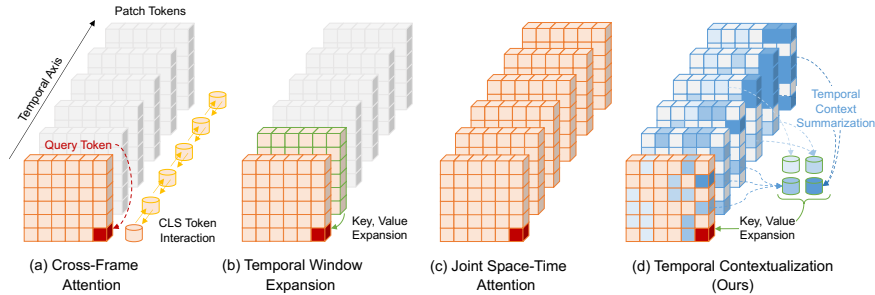 Patch Tokens
Temporal Axis
Query Token
CLS Token
Interaction
Key, Value
Expansion
Temporal
Context
Summarization
Key, Value
Expansion
(a) Cross-Frame
Attention
(b) Temporal Window
Expansion
(c) Joint Space-Time
Attention
(d) Temporal Contextualization
(Ours)